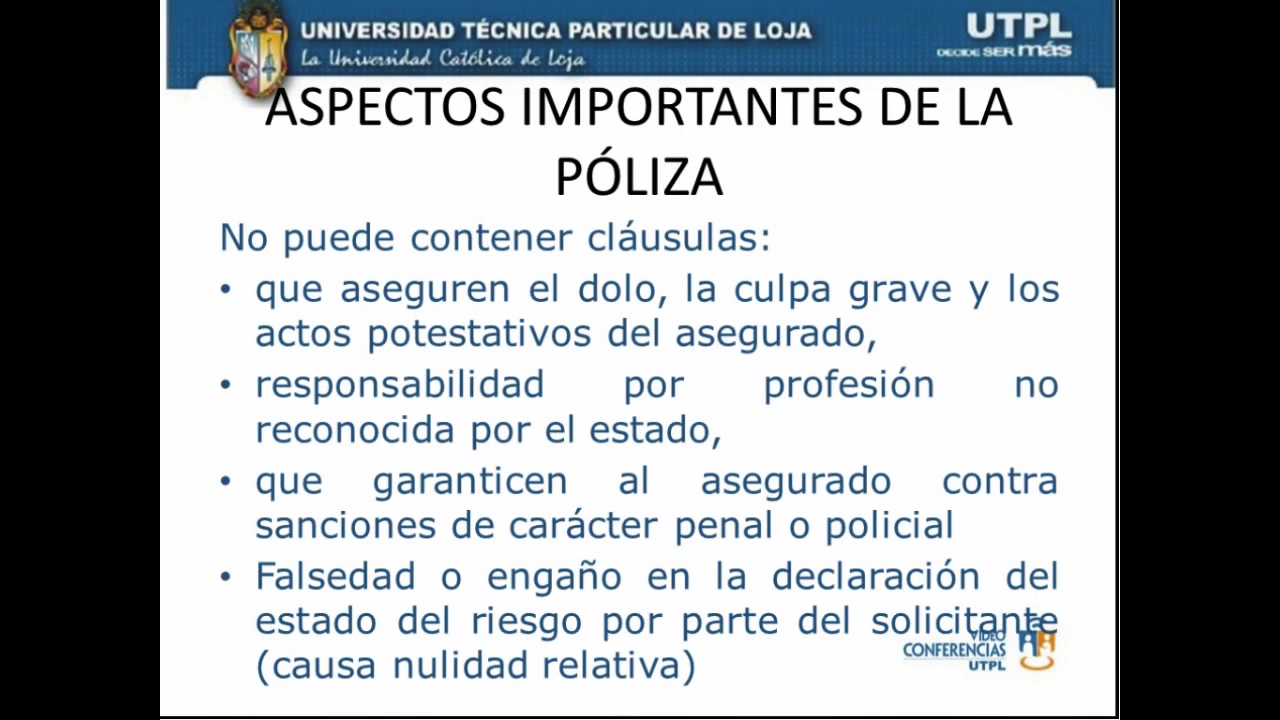 UNIVERSIDAD TÉCNICA PARTICULAR DE LOJA
La Universidad Católica de Loja
UTPL
DECIDE SER más
ASPECTOS IMPORTANTES DE LA
PÓLIZA
No puede contener cláusulas:
• que aseguren el dolo, la culpa grave y los
actos potestativos del asegurado,
• responsabilidad por profesión no
reconocida por el estado,
• que garanticen al asegurado contra
sanciones de carácter penal o policial
• Falsedad o engaño en la declaración del
estado del riesgo por parte del solicitante
(causa nulidad relativa)
VIDEO
CONFERENCIAS
UTPL